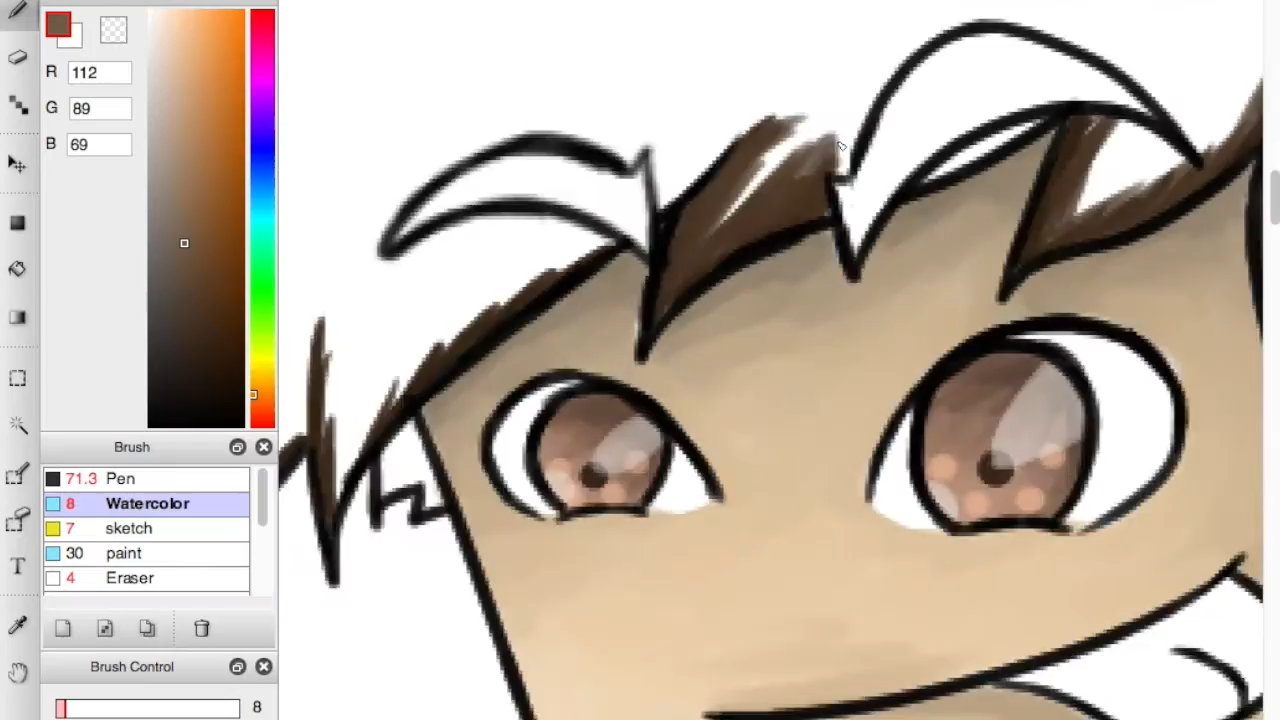 R 112
G 89
B 69
Brush
71.3 Pen
8 Watercolor
7 sketch
30 paint
4 Eraser
T
Brush Control
8